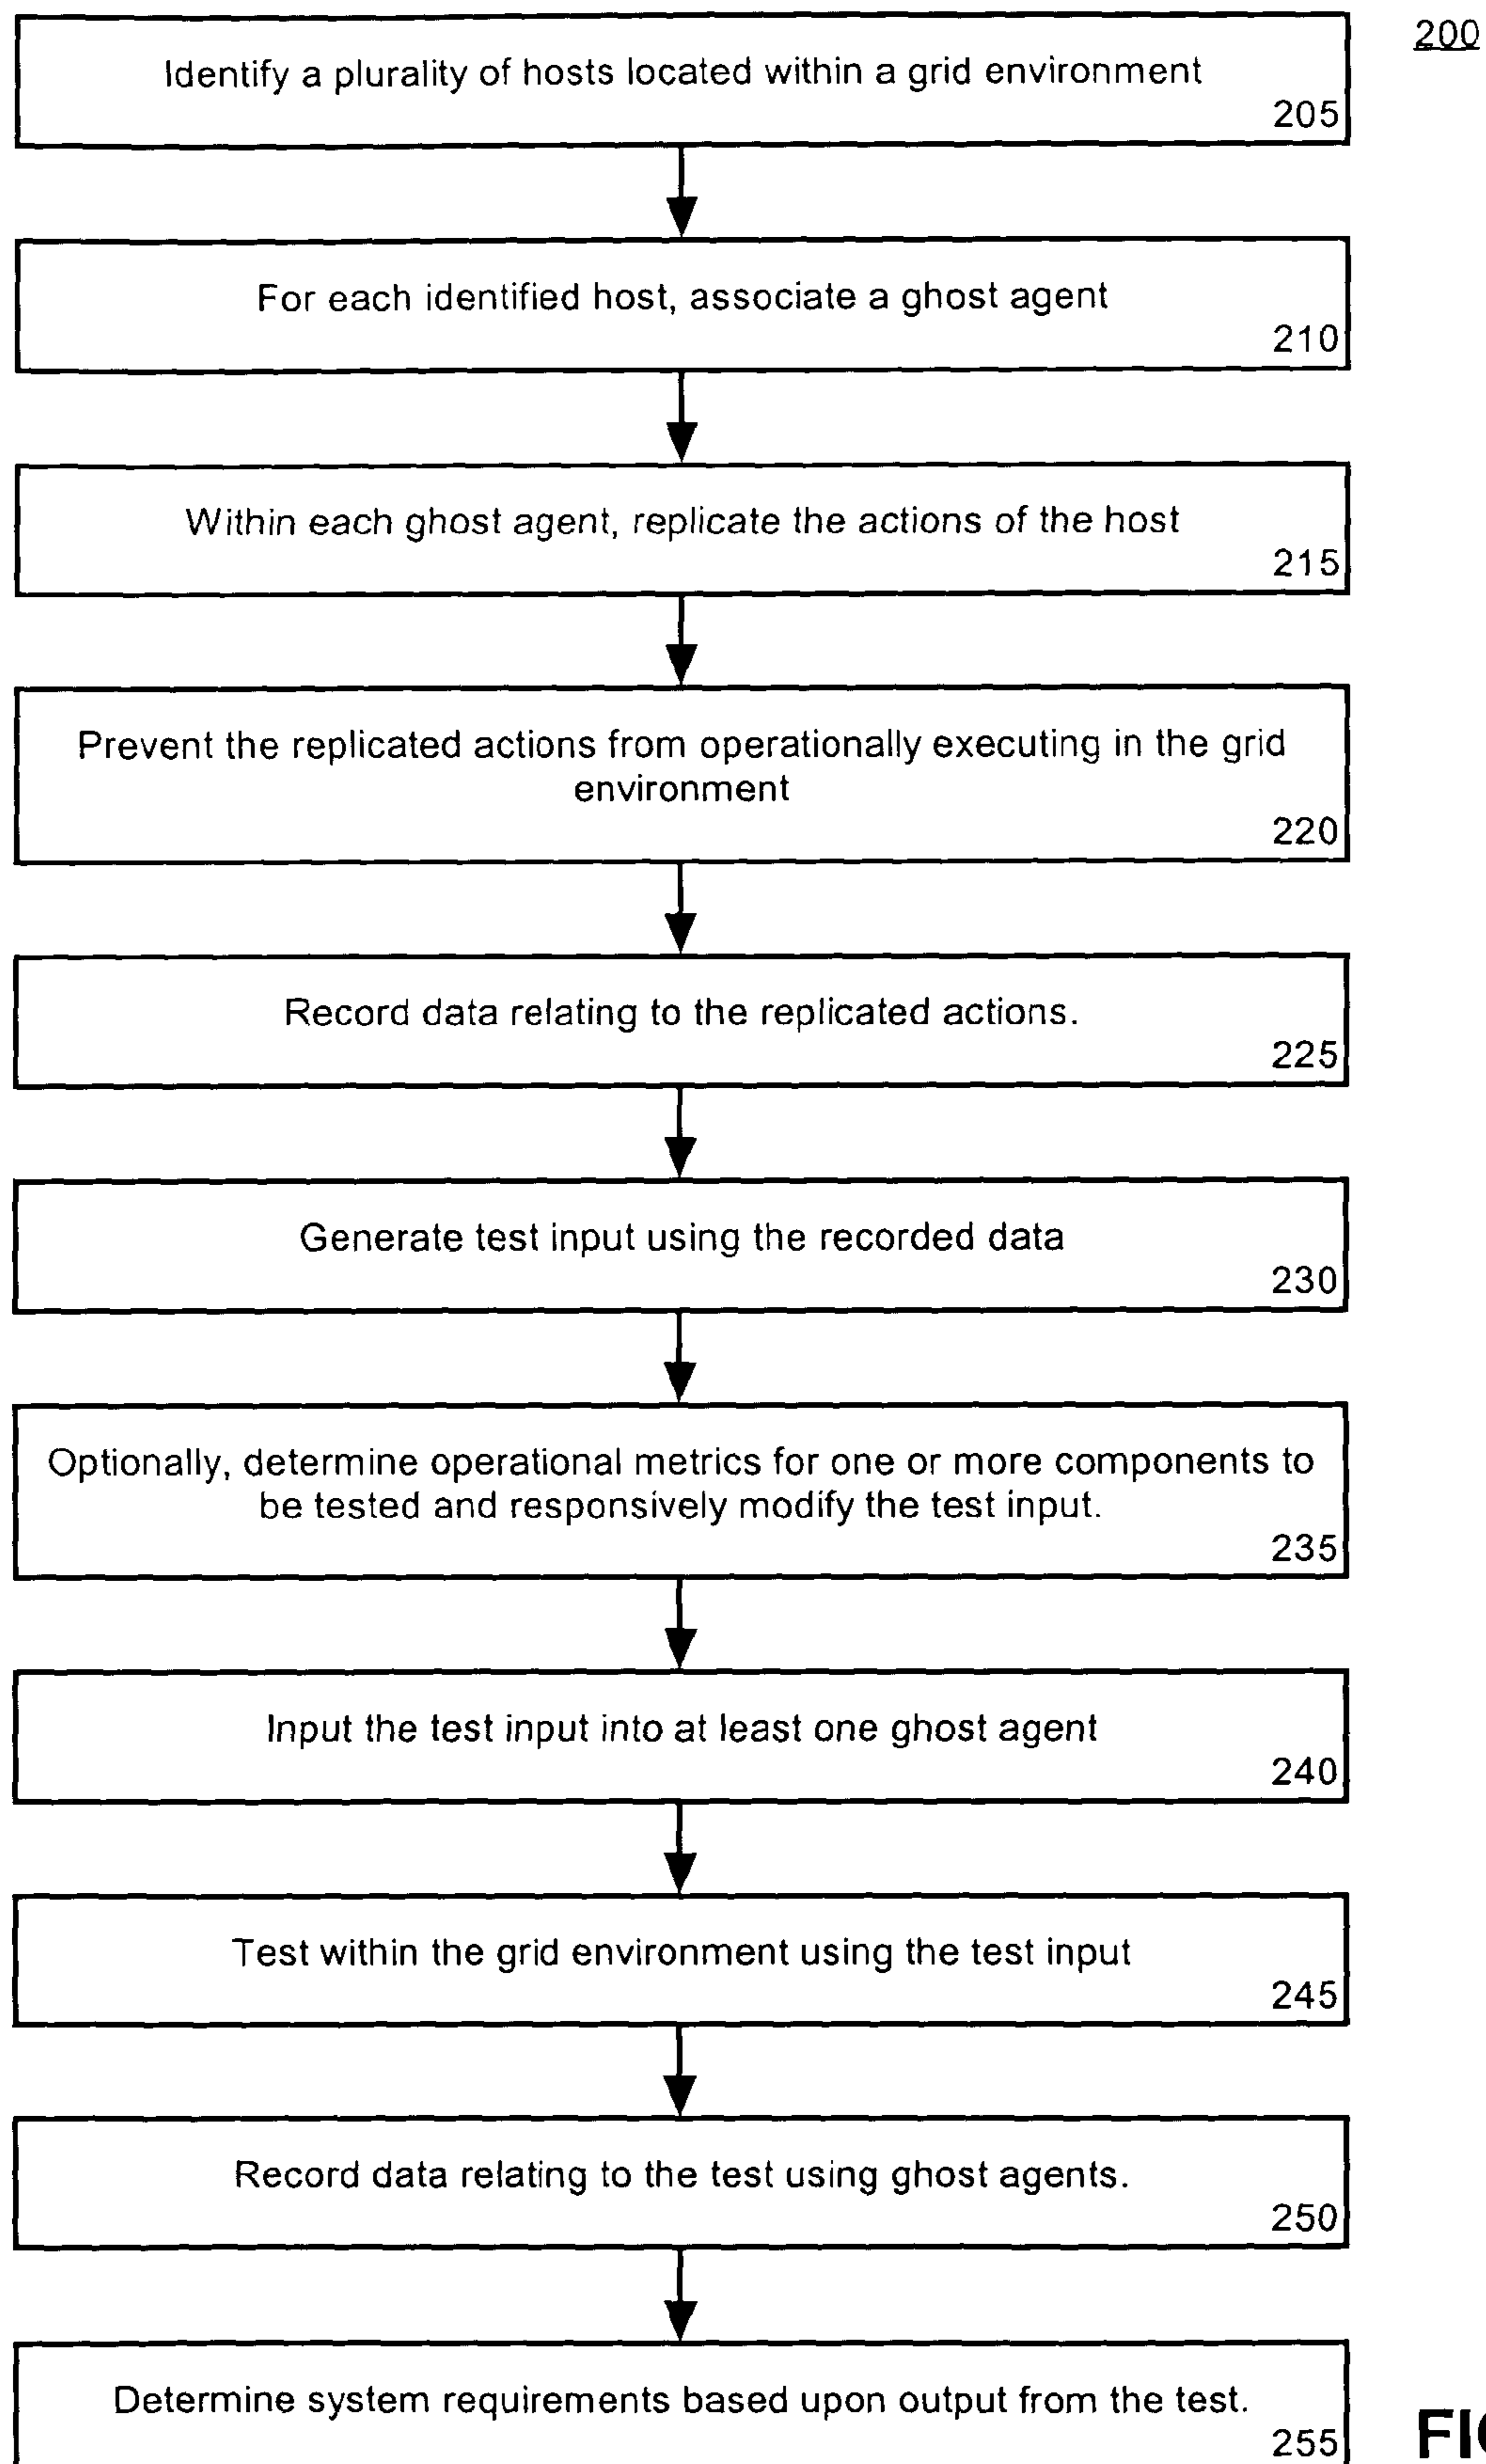 200
Identify a plurality of hosts located within a grid environment
205
For each identified host, associate a ghost agent
210
Within each ghost agent, replicate the actions of the host
215
Prevent the replicated actions from operationally executing in the grid
environment
220
Record data relating to the replicated actions.
225
Generate test input using the recorded data
230
Optionally, determine operational metrics for one or more components to
be tested and responsively modify the test input.
235
Input the test input into at least one ghost agent
240
Test within the grid environment using the test input
245
Record data relating to the test using ghost agents.
250
Determine system requirements based upon output from the test.
255